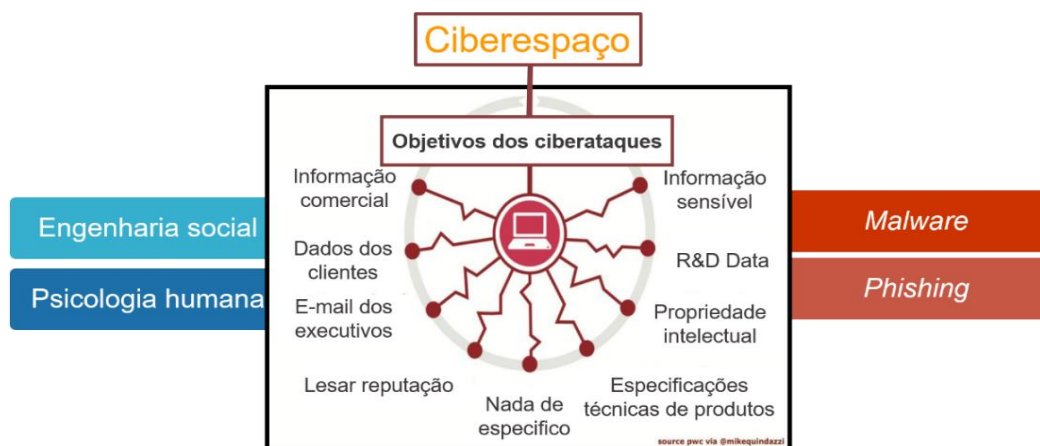 Ciberespaço
Objetivos dos ciberataques
Informação
comercial
Informação
sensível
Engenharia social
Malware
Dados dos
clientes
R&D Data
Psicologia humana
Phishing
E-mail dos
executivos
Propriedade
intelectual
Lesar reputação
Nada de
especifico
Especificações
técnicas de produtos
source pwc via @mikequindazzi